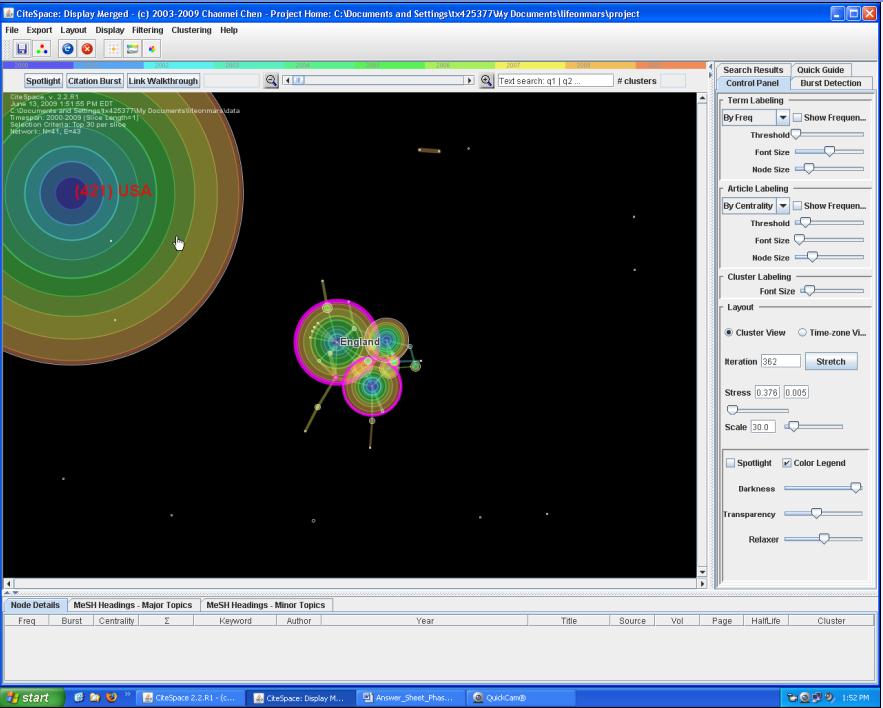 CiteSpace: Display Merged - (c) 2003-2009 Chaomei Chen - Project Home: C:\Documents and Settings\tx425377\My Documents\lifeonmars\project
File Export Layout Display Filtering Clustering Help
2002 2003 2005 2006 2007
Search Results Quick Guide
Control Panel Burst Detection
Spotlight Citation Burst Link Walkthrough Text search: q1 | q2 ... # clusters
CiteSpace, v. 2.2.R1
June 13, 2009 1:51:55 PM EDT
C:\Documents and Settings\tx425377\My Documents\lifeonmars\data
Timespan: 2000-2009 (Slice Length=1)
Selection Criteria: Top 30 per slice
Network: N=41, E=43
(421) USA
England
Term Labeling
By Freq Show Frequen...
Threshold
Font Size
Node Size
Article Labeling
By Centrality Show Frequen...
Threshold
Font Size
Node Size
Cluster Labeling
Font Size
Layout
Cluster View Time-zone Vi...
Iteration 362 Stretch
Stress 0.376 0.005
Scale 30.0
Spotlight Color Legend
Darkness
Transparency
Relaxer
Node Details MeSH Headings - Major Topics MeSH Headings - Minor Topics
Freq Burst Centrality Σ Keyword Author Year Title Source Vol Page HalfLife Cluster
start CiteSpace 2.2.R1 - (c... CiteSpace: Display M... Answer_Sheet_Phas... QuickCam® 1:52 PM